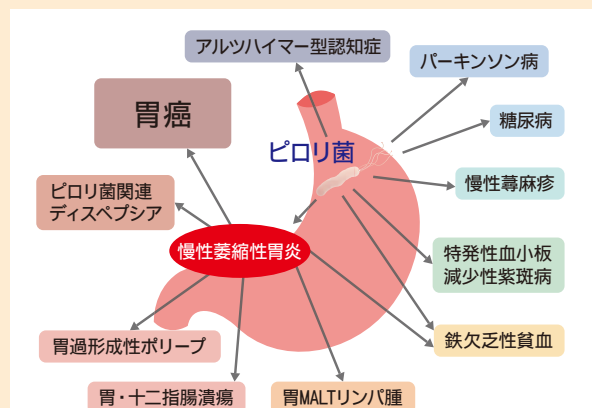 アルツハイマー型認知症
パーキンソン病
胃癌
糖尿病
ピロリ菌
ピロリ菌関連
ディスペプシア
慢性蕁麻疹
慢性萎縮性胃炎
特発性血小板
減少性紫斑病
胃過形成性ポリープ
鉄欠乏性貧血
胃・十二指腸潰瘍
胃MALTリンパ腫